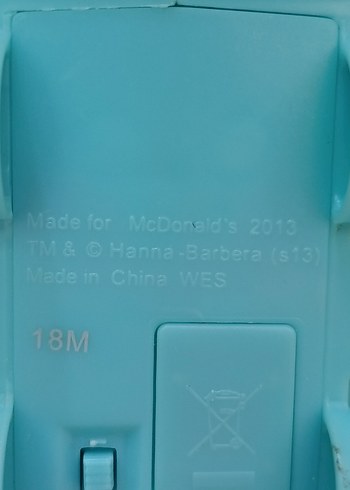 Made for McDonald's 2013
TM & © Hanna-Barbera (s13)
Made in China WES
18M